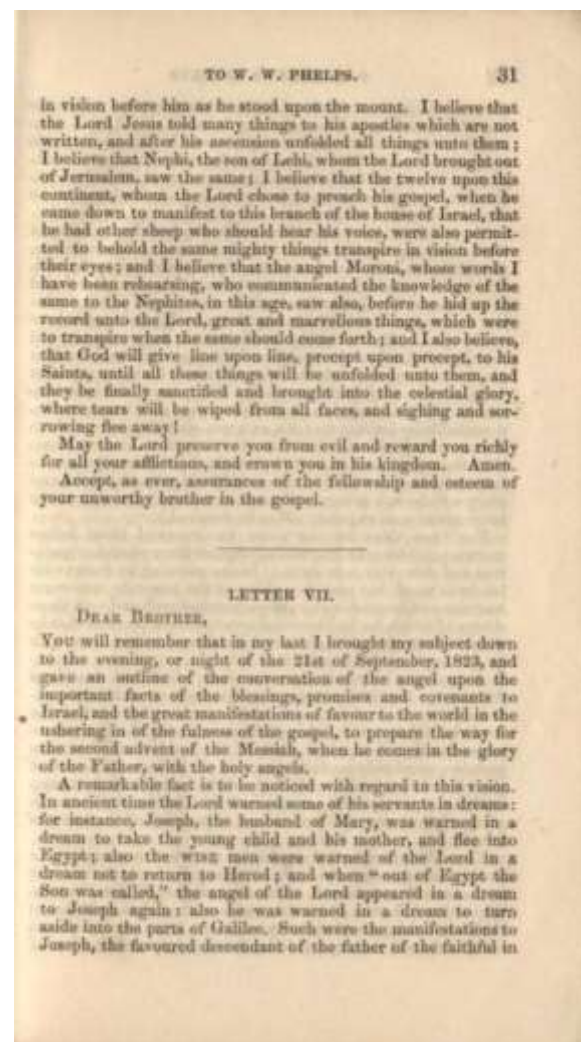 TO W. W. PHELPS. 31
in vision before him as he stood upon the mount. I believe that
the Lord Jesus told many things to his apostles which are not
written, and after his ascension unfolded all things unto them ;
I believe that Nephi, the son of Lehi, whom the Lord brought out
of Jerusalem, saw the same ; I believe that the twelve upon this
continent, whom the Lord chose to preach his gospel, when he
came down to manifest to this branch of the house of Israel, that
he had other sheep who should hear his voice, were also permit-
ted to behold the same mighty things transpire in vision before
their eyes ; and I believe that the angel Moroni, whose words I
have been rehearsing, who communicated the knowledge of the
same to the Nephites, in this age, saw also, before he hid up the
record unto the Lord, great and marvellous things, which were
to transpire when the same should come forth ; and I also believe,
that God will give line upon line, precept upon precept, to his
Saints, until all these things will be unfolded unto them, and
they be finally sanctified and brought into the celestial glory,
where tears will be wiped from all faces, and sighing and sor-
rowing flee away !
May the Lord preserve you from evil and reward you richly
for all your afflictions, and crown you in his kingdom. Amen.
Accept, as ever, assurances of the fellowship and esteem of
your unworthy brother in the gospel.
LETTER VII.
DEAR BROTHER,
YOU will remember that in my last I brought my subject down
to the evening, or night of the 21st of September, 1823, and
gave an outline of the conversation of the angel upon the
important facts of the blessings, promises and covenants to
Israel, and the great manifestations of favour to the world in the
ushering in of the fulness of the gospel, to prepare the way for
the second advent of the Messiah, when he comes in the glory
of the Father, with the holy angels.
A remarkable fact is to be noticed with regard to this vision.
In ancient time the Lord warned some of his servants in dreams :
for instance, Joseph, the husband of Mary, was warned in a
dream to take the young child and his mother, and flee into
Egypt ; also the WISE men were warned of the Lord in a
dream not to return to Herod ; and when " out of Egypt the
Son was called," the angel of the Lord appeared in a dream
to Joseph again : also he was warned in a dream to turn
aside into the parts of Galilee. Such were the manifestations to
Joseph, the favoured descendant of the father of the faithful in